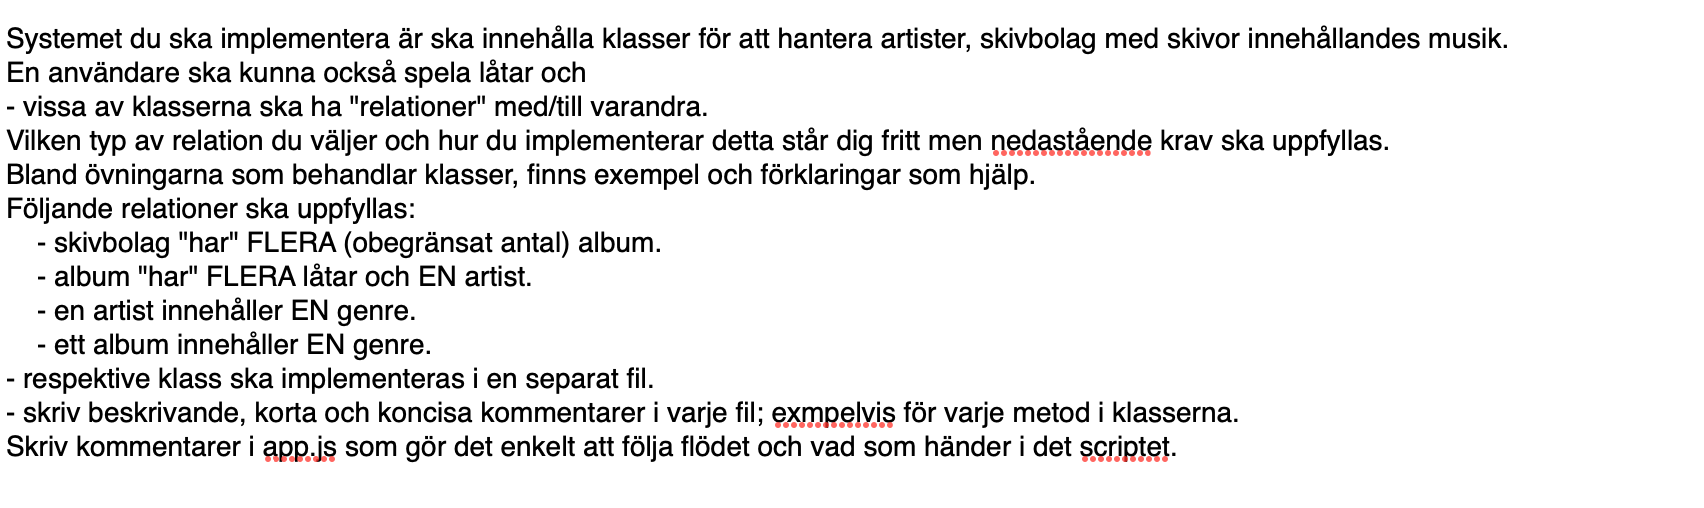 Systemet du ska implementera är ska innehålla klasser för att hantera artister, skivbolag med skivor innehållandes musik.
En användare ska kunna också spela låtar och
- vissa av klasserna ska ha "relationer" med/till varandra.
Vilken typ av relation du väljer och hur du implementerar detta står dig fritt men nedastående krav ska uppfyllas.
Bland övningarna som behandlar klasser, finns exempel och förklaringar som hjälp.
Följande relationer ska uppfyllas:
- skivbolag "har" FLERA (obegränsat antal) album.
- album "har" FLERA låtar och EN artist.
- en artist innehåller EN genre.
- ett album innehåller EN genre.
- respektive klass ska implementeras i en separat fil.
- skriv beskrivande, korta och koncisa kommentarer i varje fil; exmpelvis för varje metod i klasserna.
Skriv kommentarer i app.js som gör det enkelt att följa flödet och vad som händer i det scriptet.